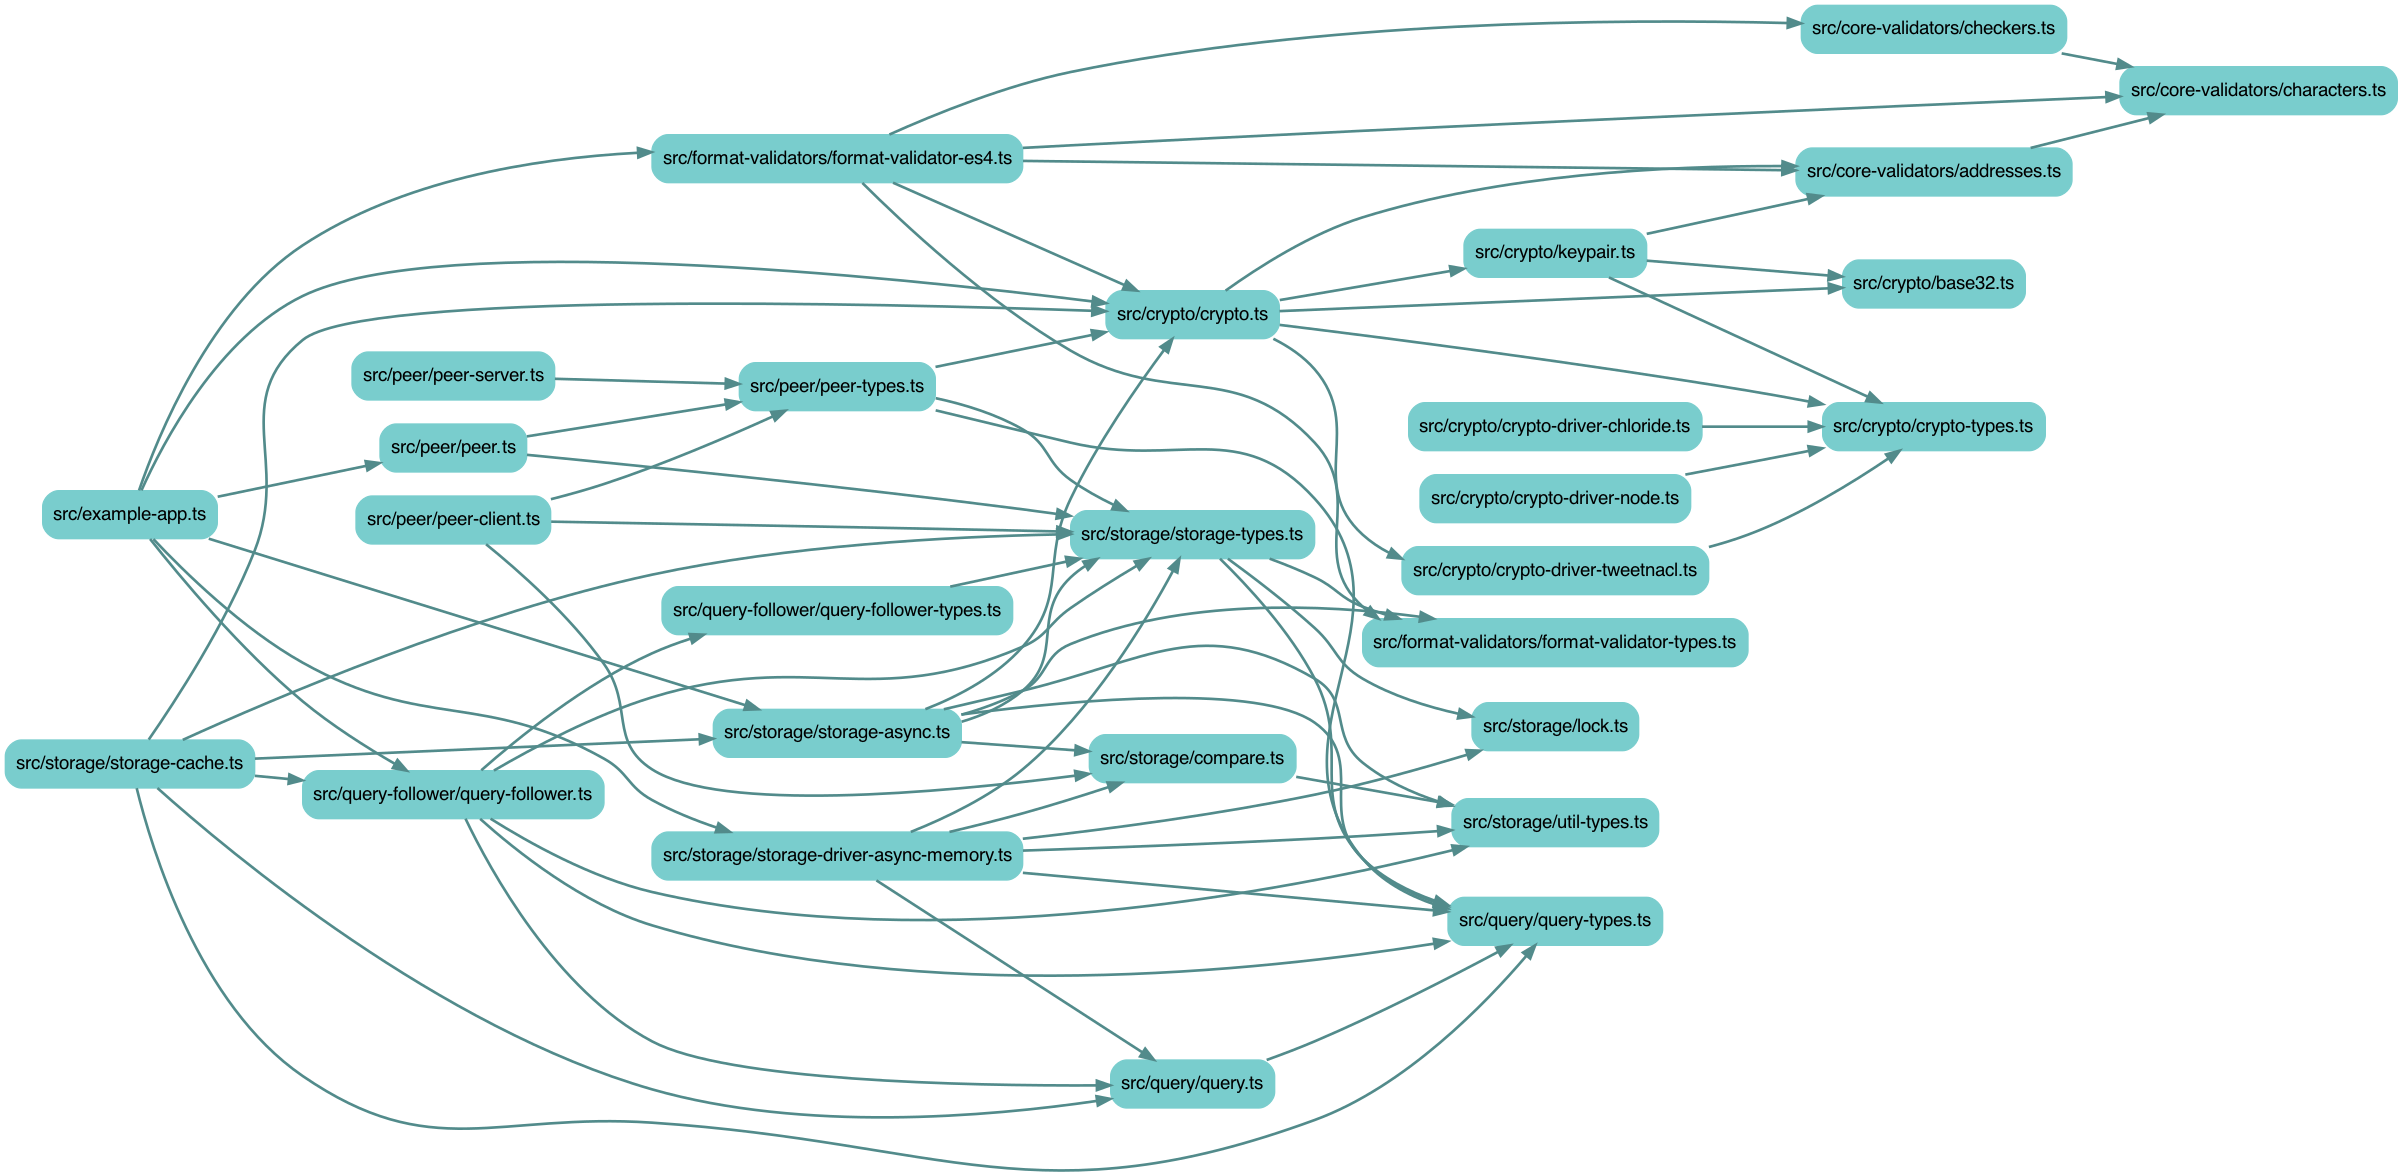 src/core-validators/checkers.ts
src/core-validators/characters.ts
src/format-validators/format-validator-es4.ts
src/core-validators/addresses.ts
src/crypto/keypair.ts
src/crypto/base32.ts
src/crypto/crypto.ts
src/peer/peer-server.ts
src/peer/peer-types.ts
src/crypto/crypto-driver-chloride.ts
src/crypto/crypto-types.ts
src/peer/peer.ts
src/crypto/crypto-driver-node.ts
src/example-app.ts
src/peer/peer-client.ts
src/storage/storage-types.ts
src/crypto/crypto-driver-tweetnacl.ts
src/query-follower/query-follower-types.ts
src/format-validators/format-validator-types.ts
src/storage/storage-async.ts
src/storage/lock.ts
src/storage/storage-cache.ts
src/storage/compare.ts
src/query-follower/query-follower.ts
src/storage/util-types.ts
src/storage/storage-driver-async-memory.ts
src/query/query-types.ts
src/query/query.ts